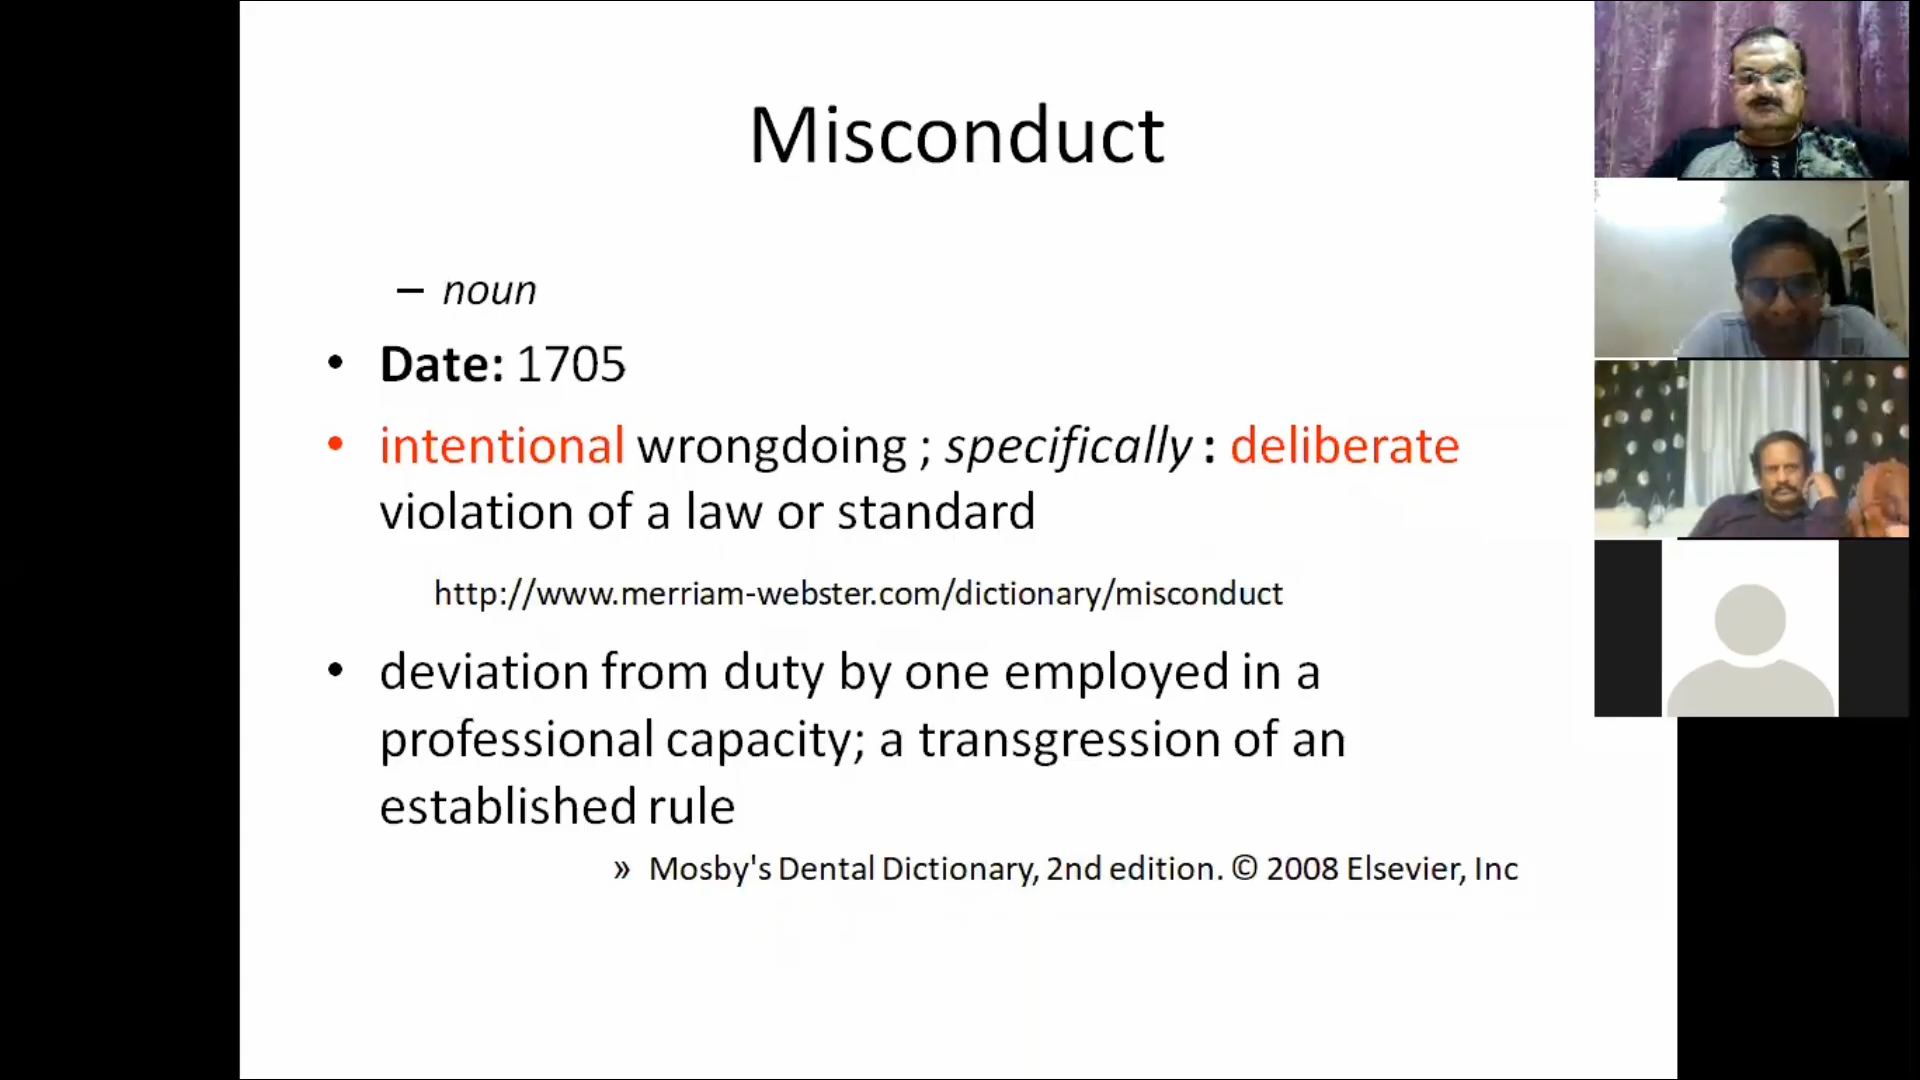 Misconduct
– noun
• Date: 1705
• intentional wrongdoing ; specifically : deliberate
violation of a law or standard
http://www.merriam-webster.com/dictionary/misconduct
• deviation from duty by one employed in a
professional capacity; a transgression of an
established rule
» Mosby's Dental Dictionary, 2nd edition. © 2008 Elsevier, Inc